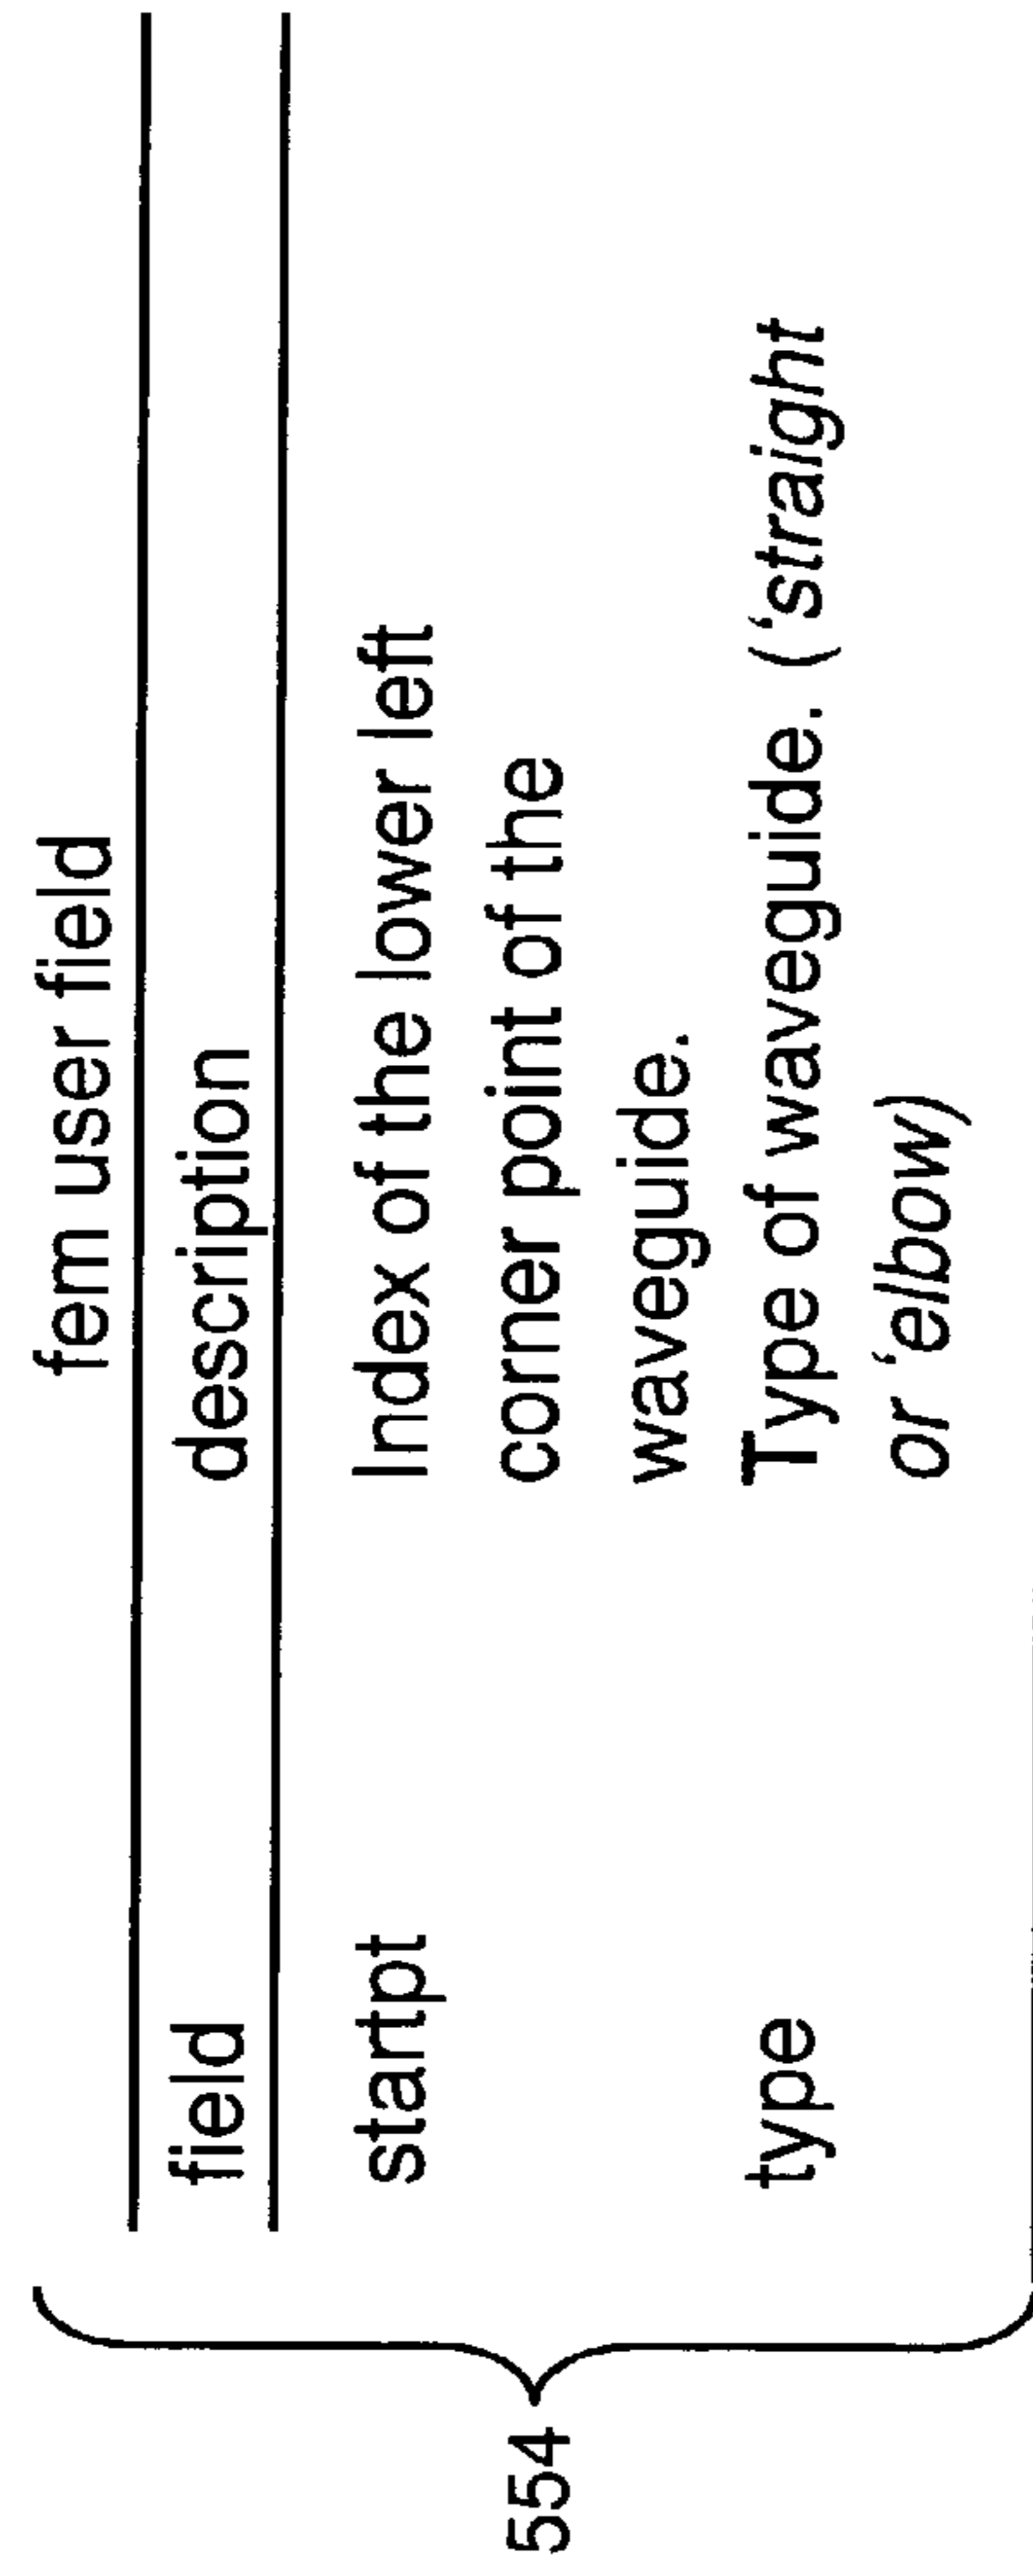 fem user field
field description
startpt Index of the lower left
corner point of the
waveguide.
type Type of waveguide. ('straight
or 'elbow)
554